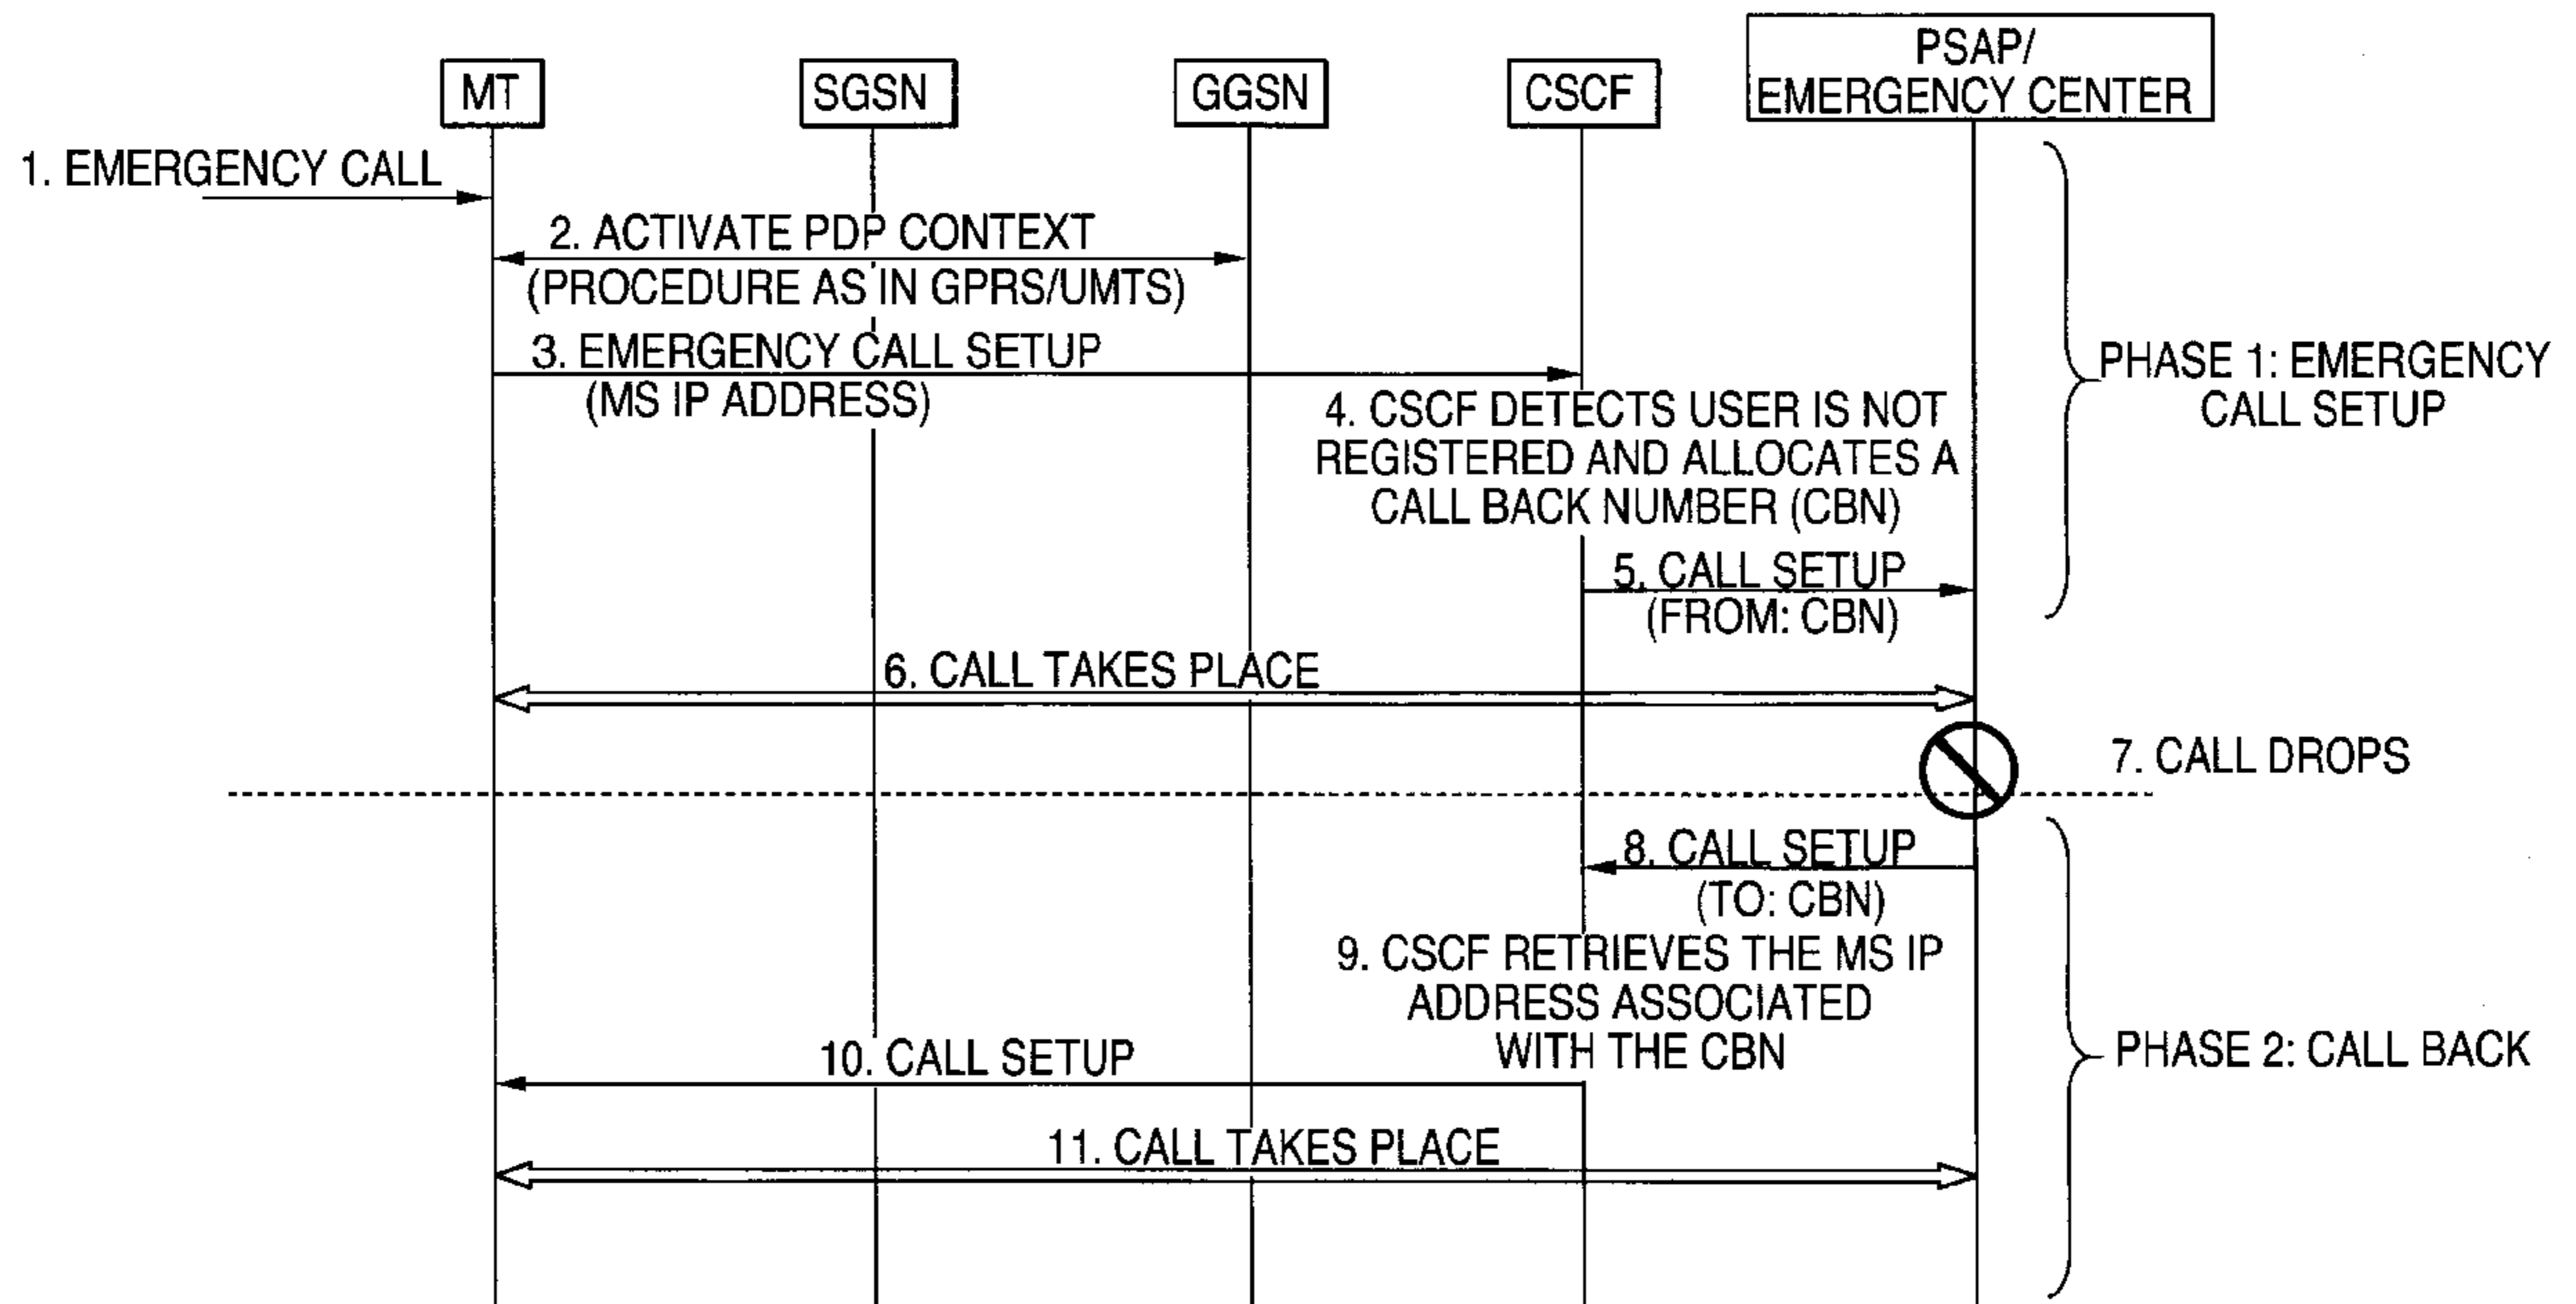 MT
SGSN
GGSN
CSCF
PSAP/
EMERGENCY CENTER
1. EMERGENCY CALL
2. ACTIVATE PDP CONTEXT
(PROCEDURE AS IN GPRS/UMTS)
3. EMERGENCY CALL SETUP
(MS IP ADDRESS)
4. CSCF DETECTS USER IS NOT
REGISTERED AND ALLOCATES A
CALL BACK NUMBER (CBN)
PHASE 1: EMERGENCY
CALL SETUP
5. CALL SETUP
(FROM: CBN)
6. CALL TAKES PLACE
7. CALL DROPS
8. CALL SETUP
(TO: CBN)
9. CSCF RETRIEVES THE MS IP
ADDRESS ASSOCIATED
WITH THE CBN
PHASE 2: CALL BACK
10. CALL SETUP
11. CALL TAKES PLACE